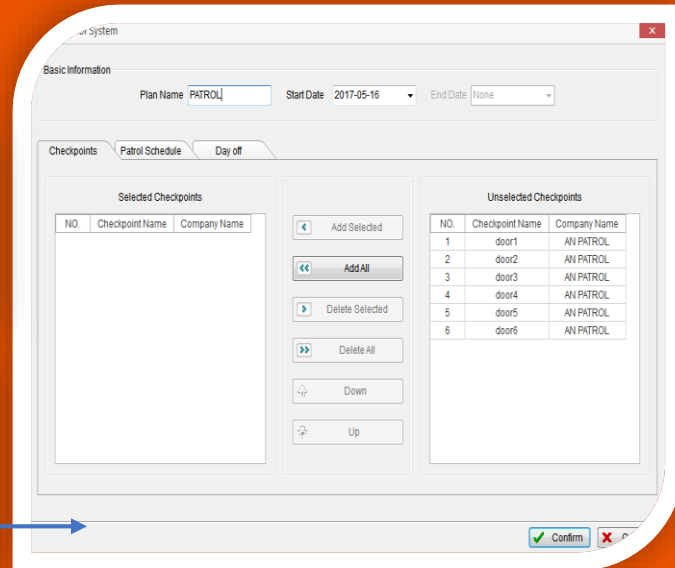 System
Basic Information
Plan Name PATROL Start Date 2017-05-16 End Date None
Checkpoints Patrol Schedule Day off
Selected Checkpoints
NO. Checkpoint Name Company Name
Add Selected
Add All
Delete Selected
Delete All
Down
Up
Unselected Checkpoints
NO. Checkpoint Name Company Name
1 door1 AN PATROL
2 door2 AN PATROL
3 door3 AN PATROL
4 door4 AN PATROL
5 door5 AN PATROL
6 door6 AN PATROL
Confirm